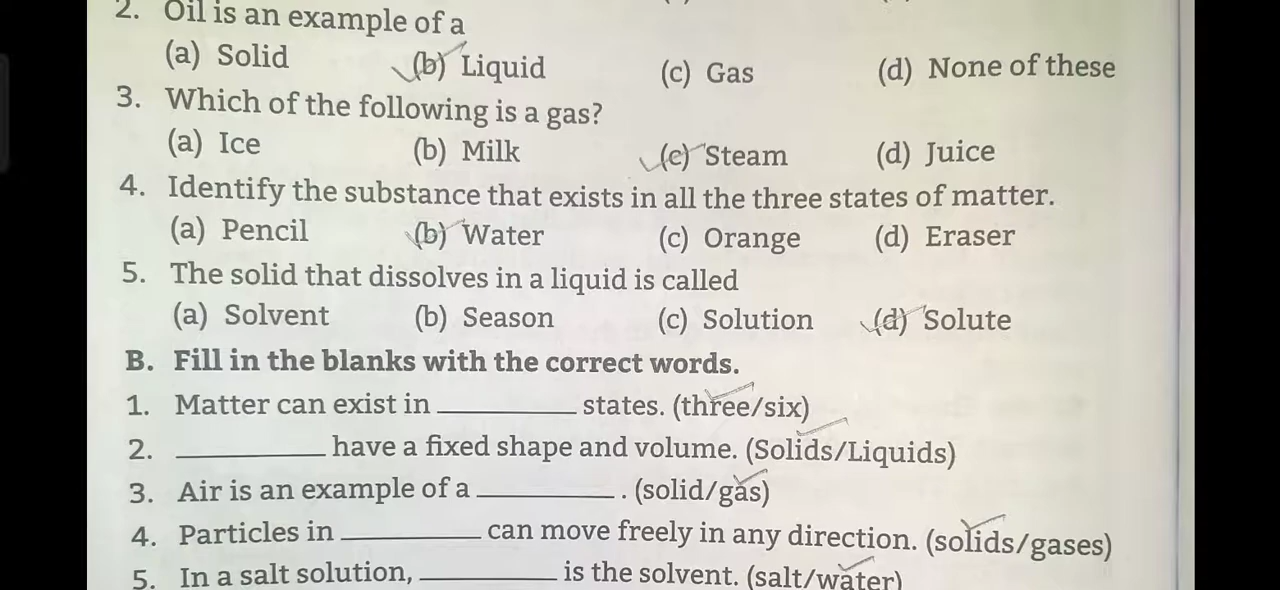 2. Oil is an example of a
(a) Solid (b) Liquid (c) Gas (d) None of these
3. Which of the following is a gas?
(a) Ice (b) Milk (c) Steam (d) Juice
4. Identify the substance that exists in all the three states of matter.
(a) Pencil (b) Water (c) Orange (d) Eraser
5. The solid that dissolves in a liquid is called
(a) Solvent (b) Season (c) Solution (d) Solute
B. Fill in the blanks with the correct words.
1. Matter can exist in __________ states. (three/six)
2. __________ have a fixed shape and volume. (Solids/Liquids)
3. Air is an example of a __________ . (solid/gas)
4. Particles in __________ can move freely in any direction. (solids/gases)
5. In a salt solution, __________ is the solvent. (salt/water)